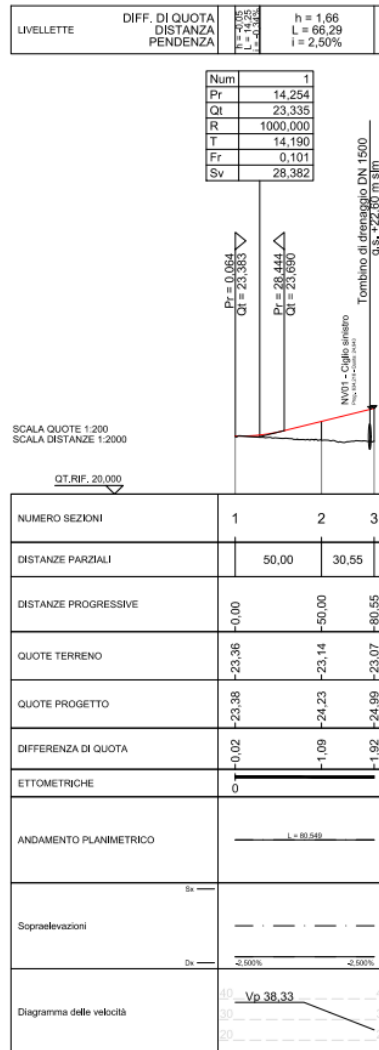 LIVELLETTE
DIFF. DI QUOTA
DISTANZA
PENDENZA
h = -0,05
L = 14,25
i = -0,34%
h = 1,66
L = 66,29
i = 2,50%
Num 1
Pr 14,254
Qt 23,335
R 1000,000
T 14,190
Fr 0,101
Sv 28,382
Pr = 0,064
Qt = 23,383
Pr = 28,444
Qt = 23,690
NV01 - Ciglio sinistro
Tombino di drenaggio DN 1500
q.s. +22.60 m slm
SCALA QUOTE 1:200
SCALA DISTANZE 1:2000
QT.RIF. 20,000
NUMERO SEZIONI 1 2 3
DISTANZE PARZIALI 50,00 30,55
DISTANZE PROGRESSIVE 0,00 50,00 80,55
QUOTE TERRENO 23,36 23,14 23,07
QUOTE PROGETTO 23,38 24,23 24,99
DIFFERENZA DI QUOTA 0,02 1,09 1,92
ETTOMETRICHE 0
ANDAMENTO PLANIMETRICO L = 80,549
Sopraelevazioni
Sx
Dx -2,500% -2,500%
Diagramma delle velocità
Vp 38,33
40
30
20